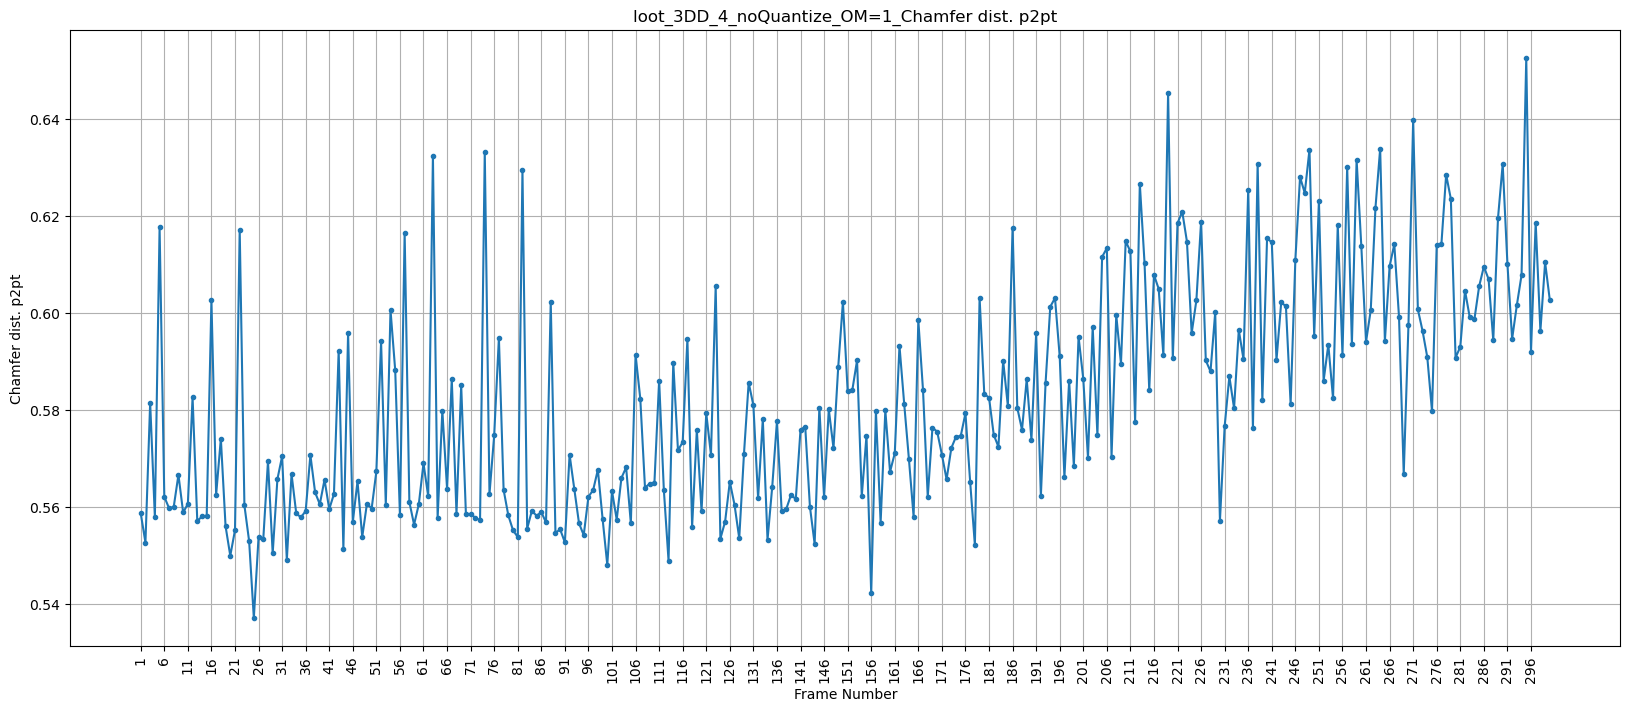 loot_3DD_4_noQuantize_OM=1_Chamfer dist. p2pt
Chamfer dist. p2pt
0.64
0.62
0.60
0.58
0.56
0.54
1 6 11 16 21 26 31 36 41 46 51 56 61 66 71 76 81 86 91 96 101 106 111 116 121 126 131 136 141 146 151 156 161 166 171 176 181 186 191 196 201 206 211 216 221 226 231 236 241 246 251 256 261 266 271 276 281 286 291 296
Frame Number